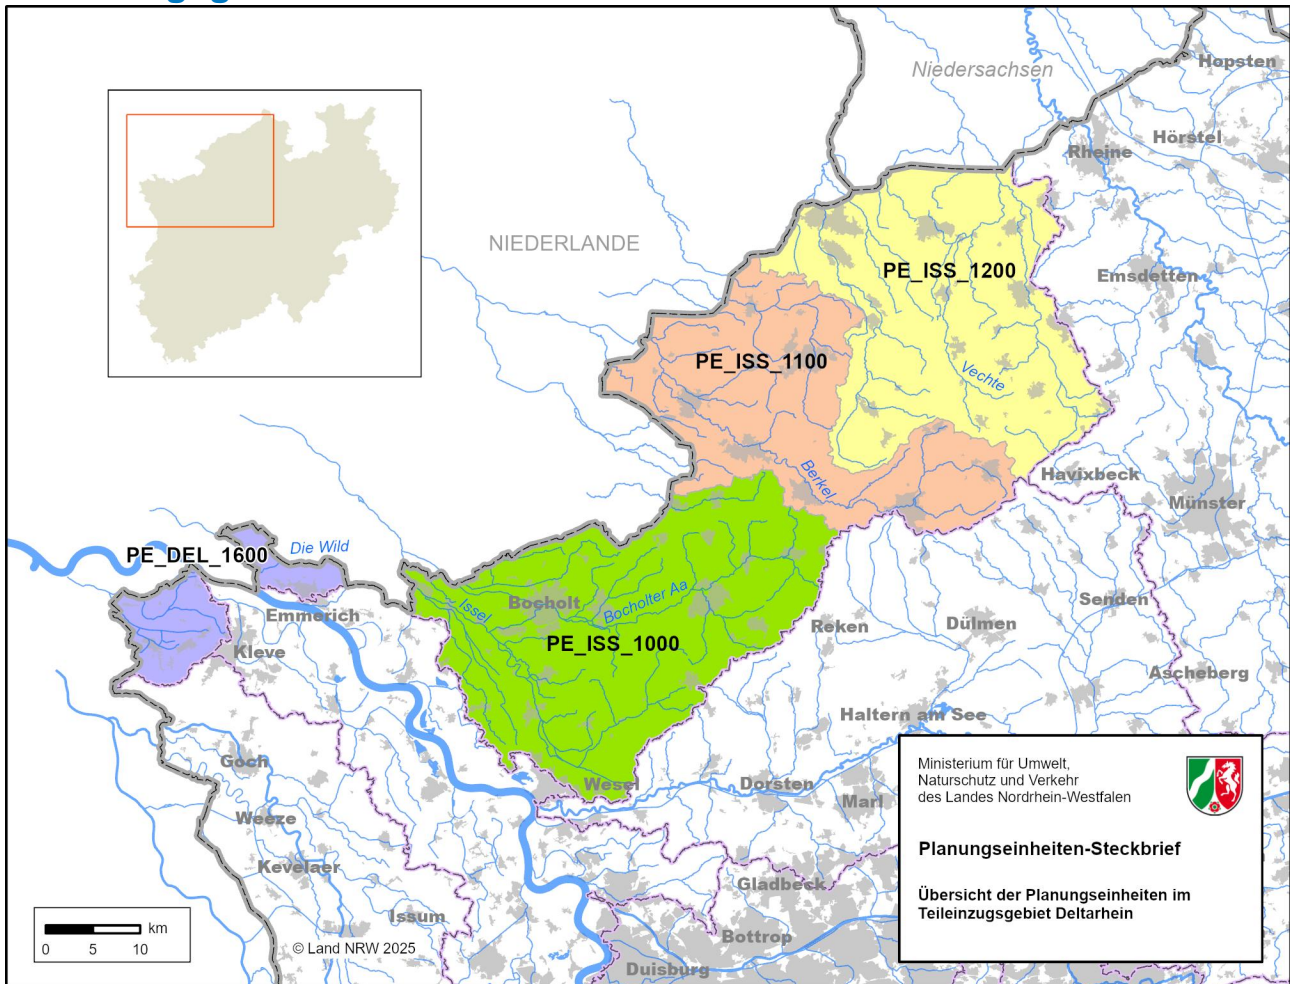 Niedersachsen
Hopsten
Hörstel
Rheine
NIEDERLANDE
PE_ISS_1200
Emsdetten
PE_ISS_1100
Vechte
Berkel
Havixbeck
Münster
PE_DEL_1600
Die Wild
Emmerich
Kleve
Issel
Bocholt
Bocholter Aa
PE_ISS_1000
Reken
Dülmen
Senden
Ascheberg
Haltern am See
Goch
Wesel
Dorsten
Marl
Weeze
Kevelaer
Gladbeck
Issum
Bottrop
Duisburg
km
0 5 10
© Land NRW 2025
Ministerium für Umwelt,
Naturschutz und Verkehr
des Landes Nordrhein-Westfalen
Planungseinheiten-Steckbrief
Übersicht der Planungseinheiten im
Teileinzugsgebiet Deltarhein